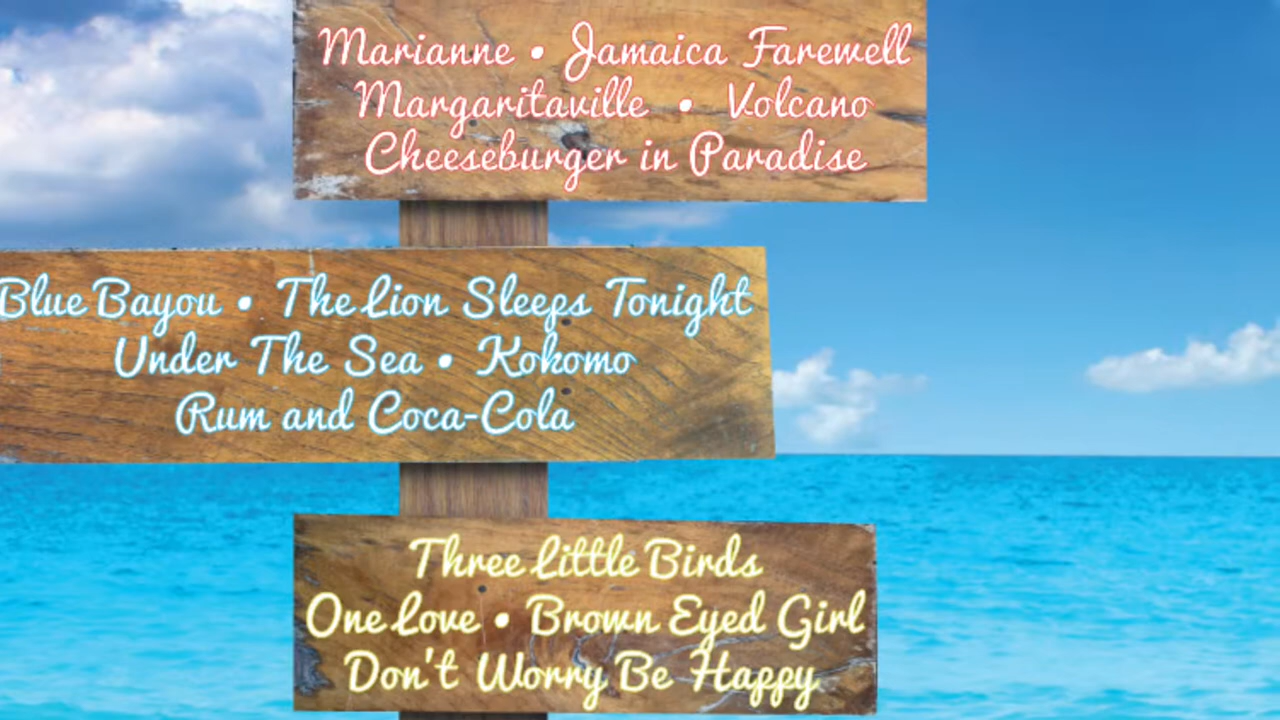 Marianne • Jamaica Farewell
Margaritaville • Volcano
Cheeseburger in Paradise
Blue Bayou • The Lion Sleeps Tonight
Under The Sea • Kokomo
Rum and Coca-Cola
Three Little Birds
One Love • Brown Eyed Girl
Don't Worry Be Happy